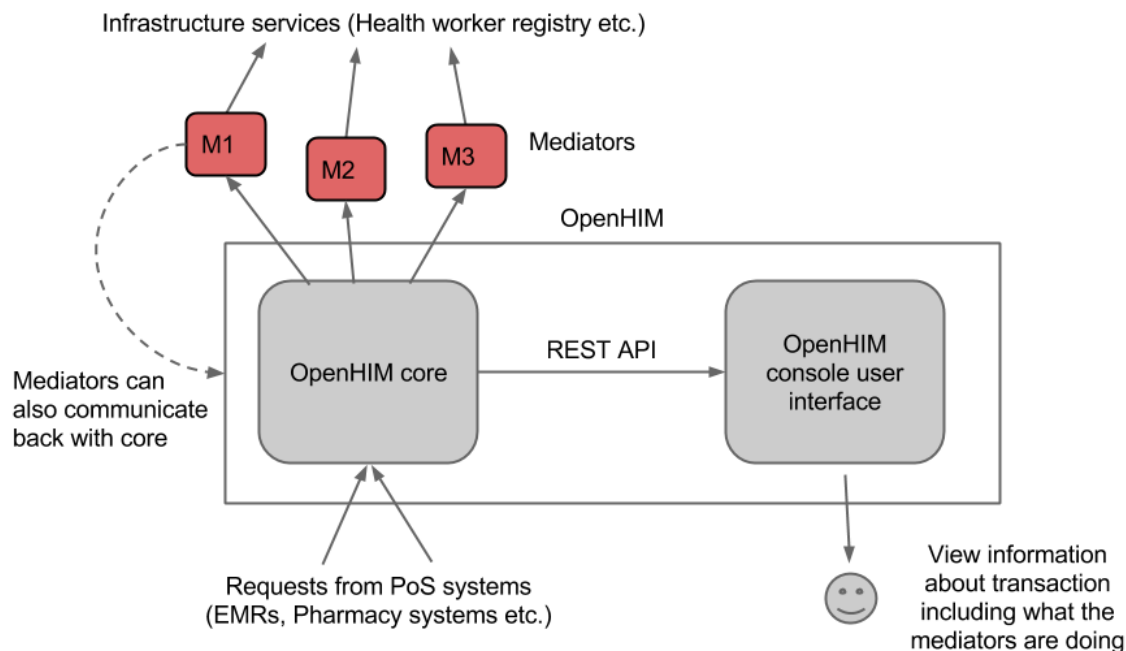 Infrastructure services (Health worker registry etc.)
M1
M2
M3
Mediators
OpenHIM
OpenHIM core
REST API
OpenHIM
console user
interface
Mediators can
also communicate
back with core
Requests from PoS systems
(EMRs, Pharmacy systems etc.)
View information
about transaction
including what the
mediators are doing